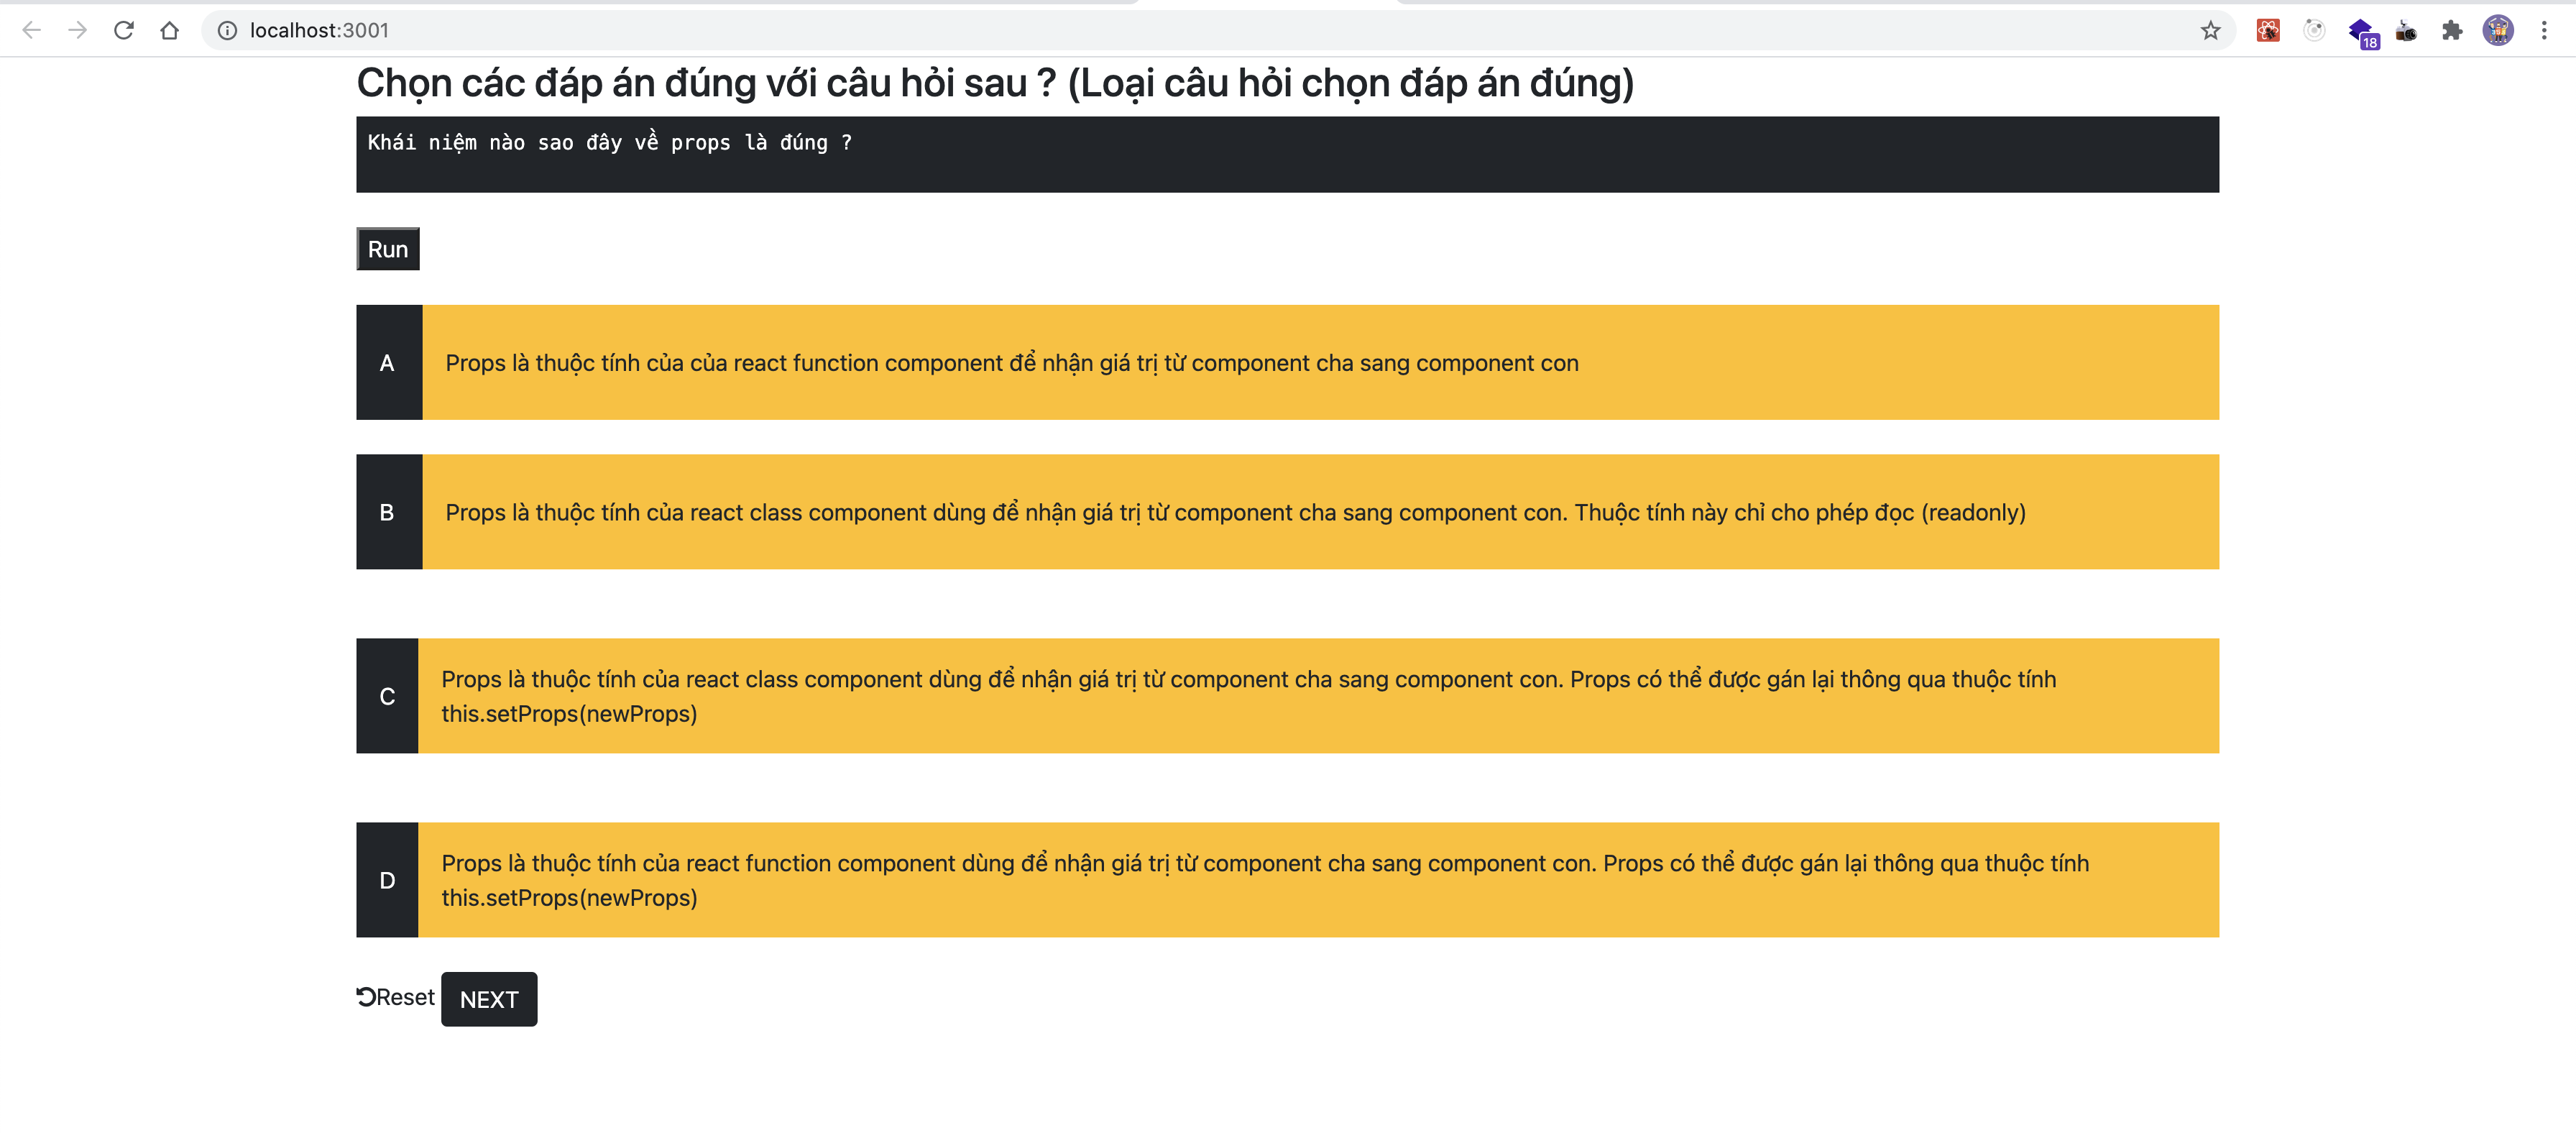 localhost:3001
18
Chọn các đáp án đúng với câu hỏi sau ? (Loại câu hỏi chọn đáp án đúng)
Khái niệm nào sao đây về props là đúng ?
Run
A
Props là thuộc tính của của react function component để nhận giá trị từ component cha sang component con
B
Props là thuộc tính của react class component dùng để nhận giá trị từ component cha sang component con. Thuộc tính này chỉ cho phép đọc (readonly)
C
Props là thuộc tính của react class component dùng để nhận giá trị từ component cha sang component con. Props có thể được gán lại thông qua thuộc tính
this.setProps(newProps)
D
Props là thuộc tính của react function component dùng để nhận giá trị từ component cha sang component con. Props có thể được gán lại thông qua thuộc tính
this.setProps(newProps)
Reset NEXT